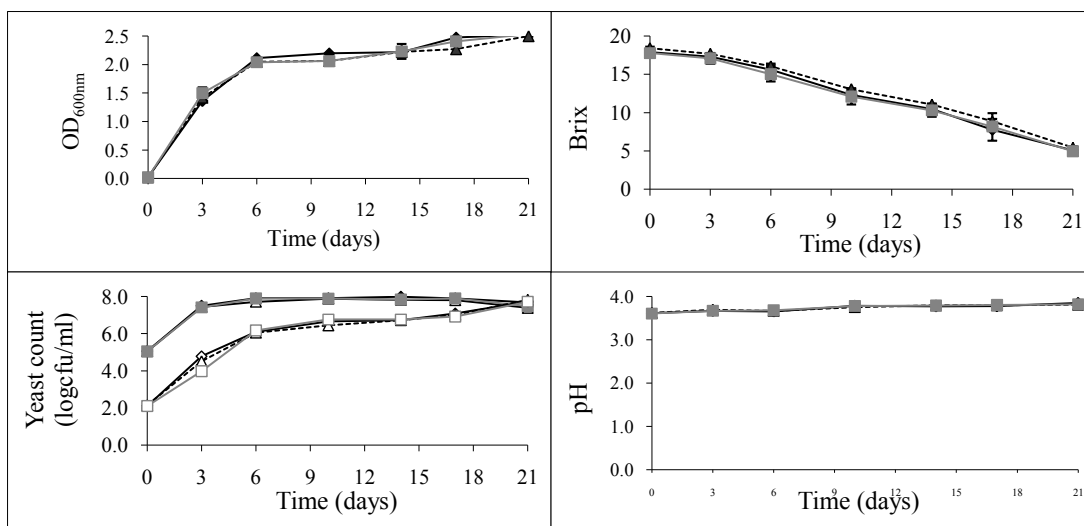 2.5
2.0
1.5
1.0
0.5
0.0
OD600nm
0 3 6 9 12 15 18 21
Time (days)
20
15
10
5
0
Brix
0 3 6 9 12 15 18 21
Time (days)
8.0
6.0
4.0
2.0
0.0
Yeast count
(logcfu/ml)
0 3 6 9 12 15 18 21
Time (days)
4.0
3.0
2.0
1.0
0.0
pH
0 3 6 9 12 15 18 21
Time (days)